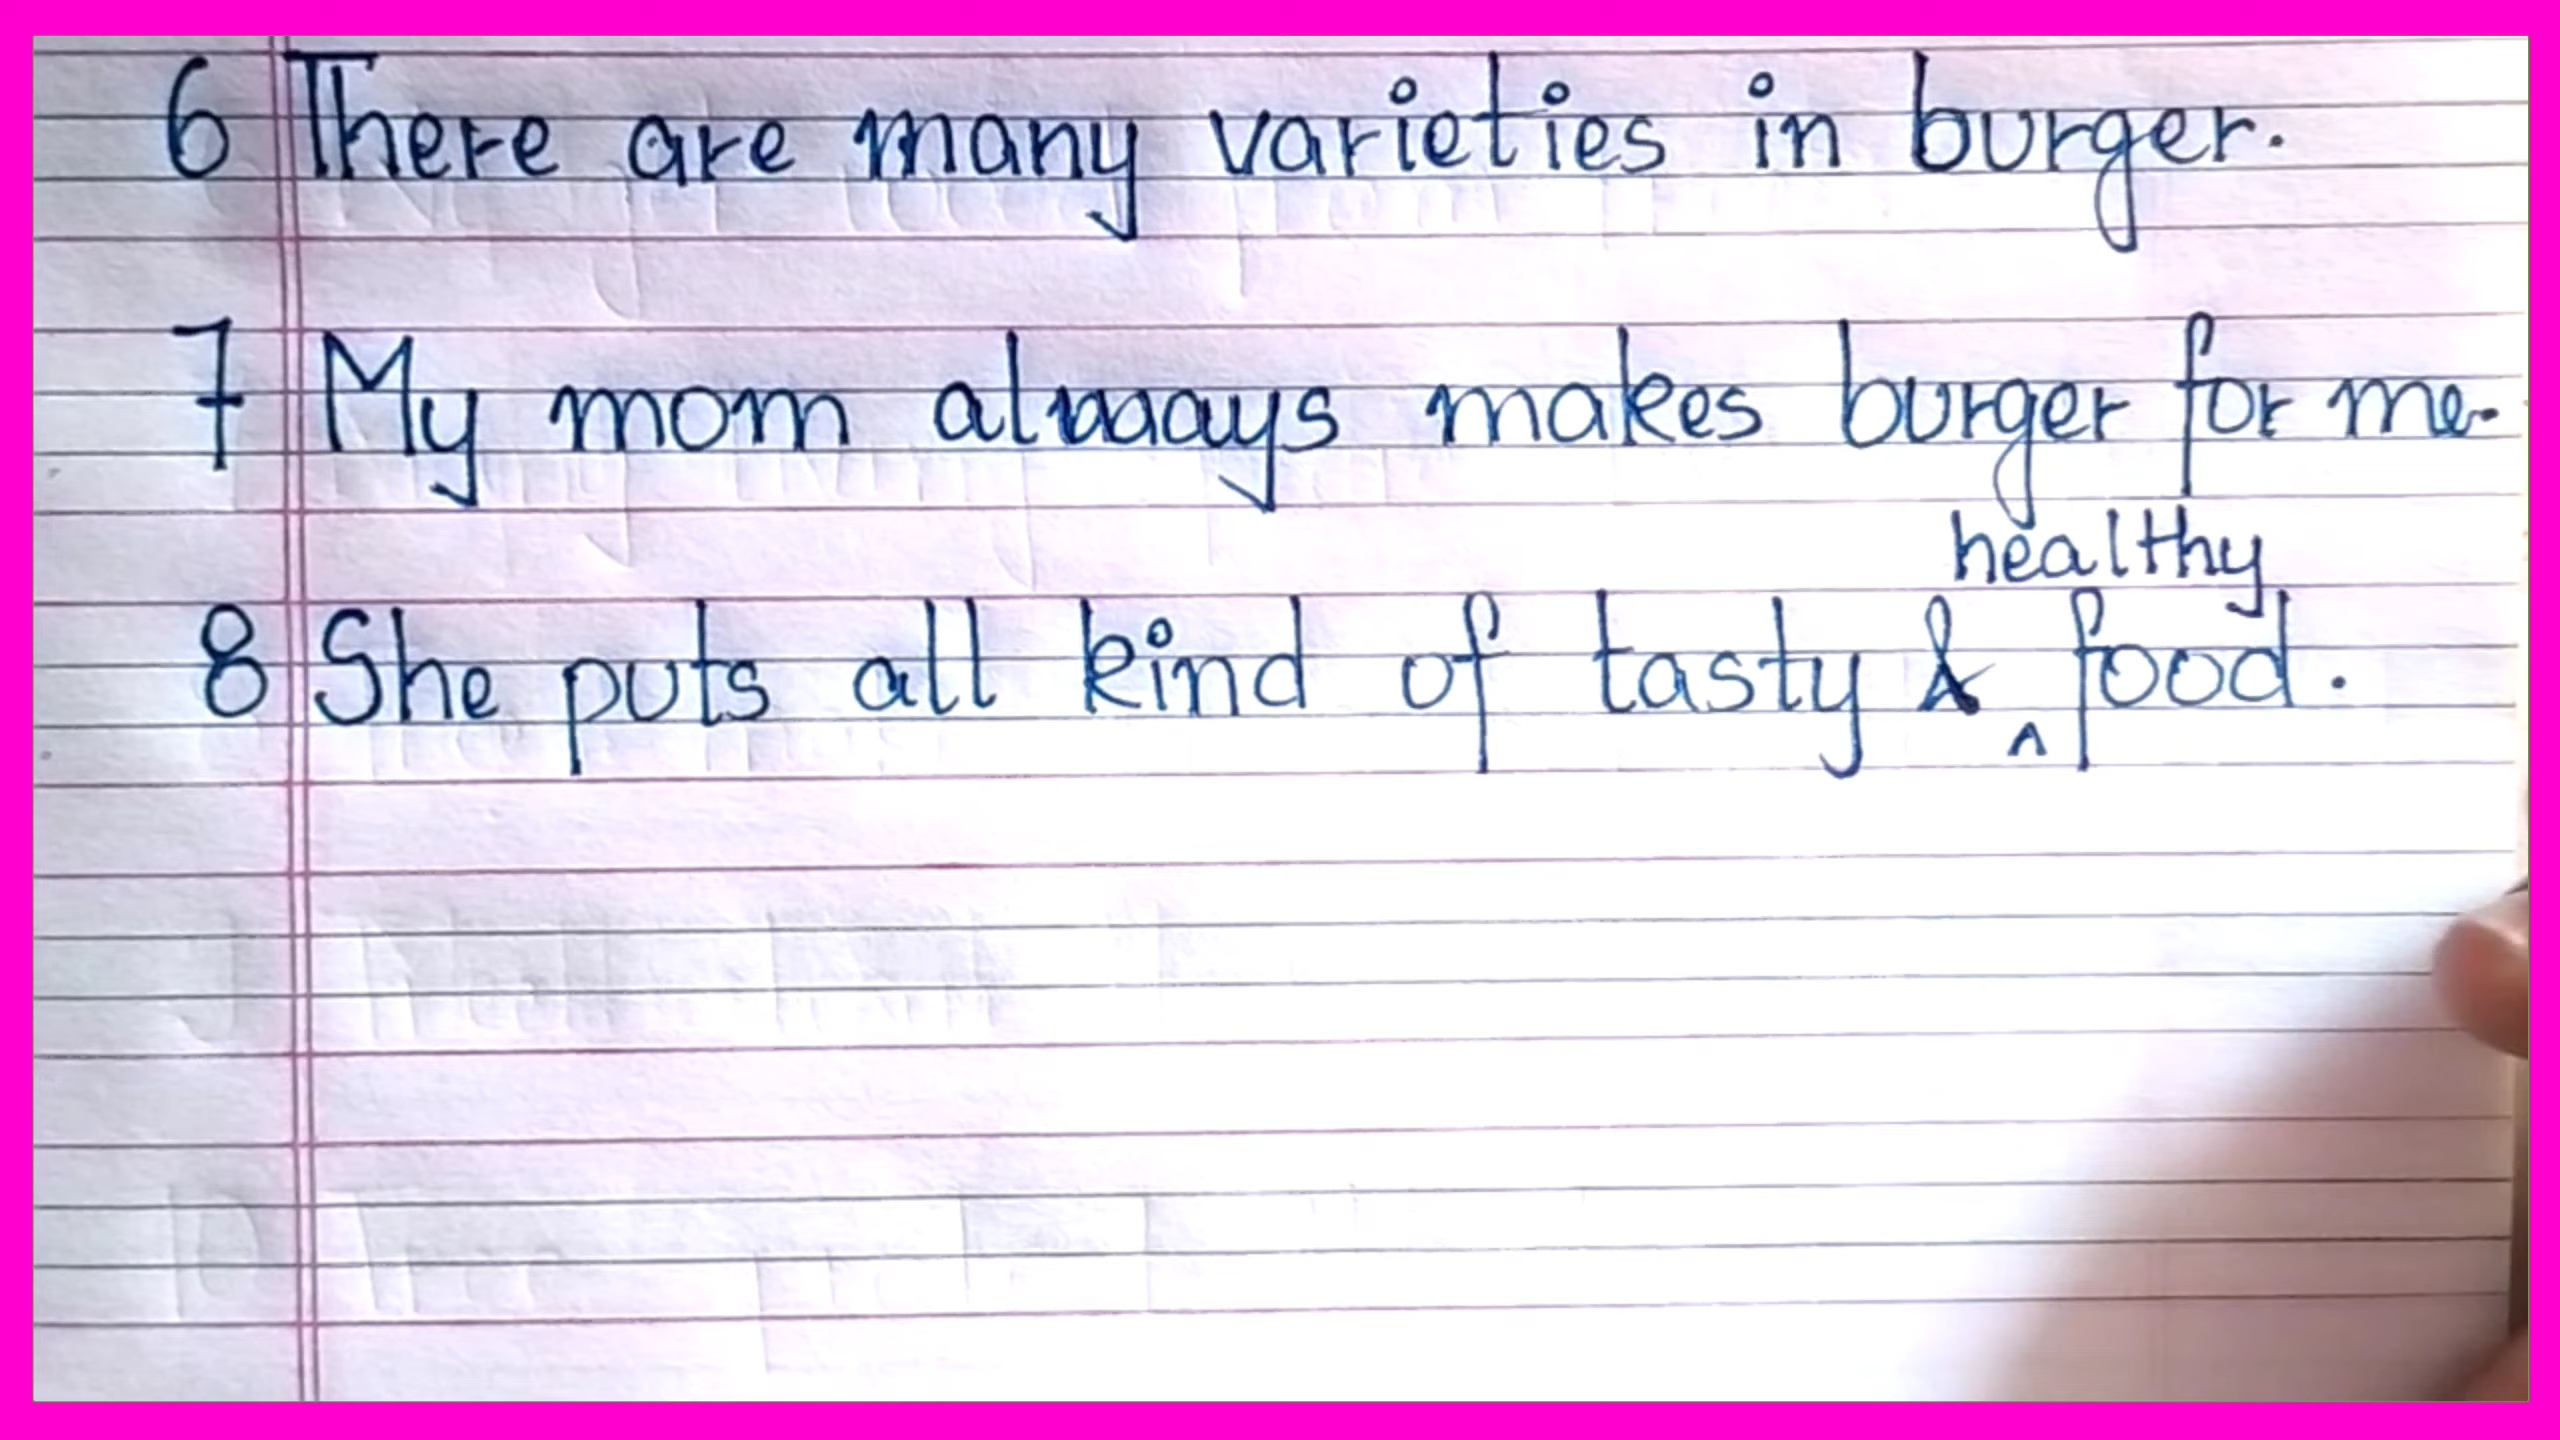 6 There are many varieties in burger.
7 My mom always makes burger for me.
healthy
8 She puts all kind of tasty & ^ food.